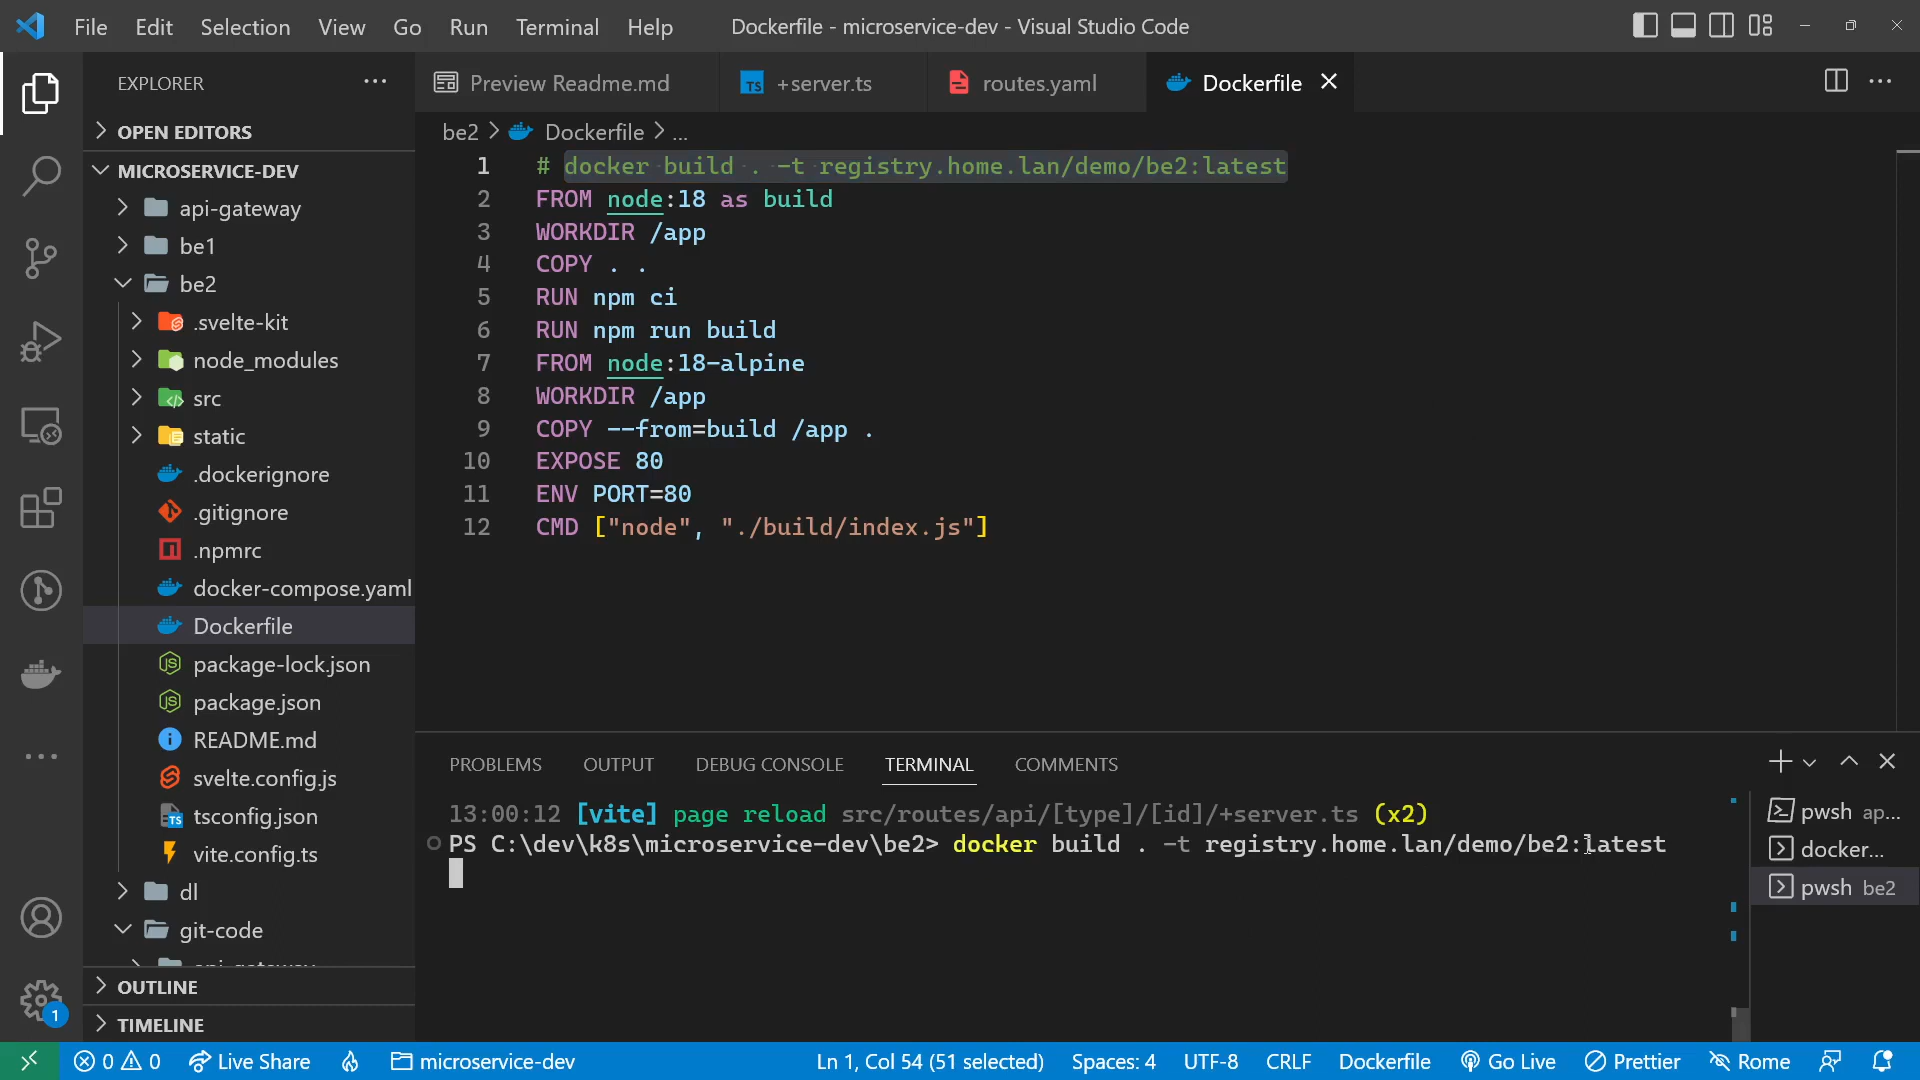 File Edit Selection View Go Run Terminal Help Dockerfile - microservice-dev - Visual Studio Code
EXPLORER
Preview Readme.md
TS +server.ts
routes.yaml
Dockerfile
OPEN EDITORS
MICROSERVICE-DEV
api-gateway
be1
be2
.svelte-kit
node_modules
src
static
.dockerignore
.gitignore
.npmrc
docker-compose.yaml
Dockerfile
package-lock.json
package.json
README.md
svelte.config.js
tsconfig.json
vite.config.ts
dl
git-code
OUTLINE
TIMELINE
be2 > Dockerfile > ...
1 # docker build . -t registry.home.lan/demo/be2:latest
2 FROM node:18 as build
3 WORKDIR /app
4 COPY . .
5 RUN npm ci
6 RUN npm run build
7 FROM node:18-alpine
8 WORKDIR /app
9 COPY --from=build /app .
10 EXPOSE 80
11 ENV PORT=80
12 CMD ["node", "./build/index.js"]
PROBLEMS OUTPUT DEBUG CONSOLE TERMINAL COMMENTS
13:00:12 [vite] page reload src/routes/api/[type]/[id]/+server.ts (x2)
PS C:\dev\k8s\microservice-dev\be2> docker build . -t registry.home.lan/demo/be2:latest
pwsh ap...
docker...
pwsh be2
1
0 0 Live Share microservice-dev Ln 1, Col 54 (51 selected) Spaces: 4 UTF-8 CRLF Dockerfile Go Live Prettier Rome